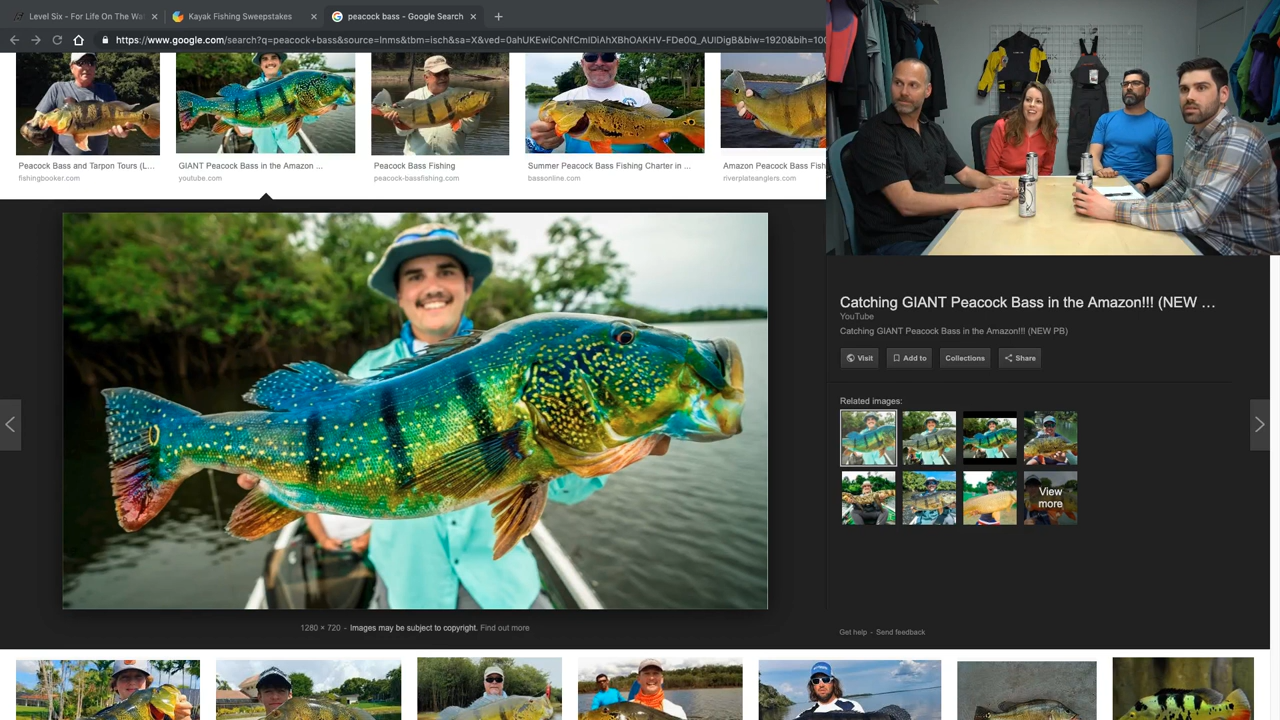 Level Six - For Life On The Wa
Kayak Fishing Sweepstakes
peacock bass - Google Search
https://www.google.com/search?q=peacock+bass&source=lnms&tbm=isch&sa=X&ved=0ahUKEwiCoNfCmIDiAhXBhOAKHV-FDe0Q_AUIDigB&biw=1920&bih=100
Peacock Bass and Tarpon Tours (L...
fishingbooker.com
GIANT Peacock Bass in the Amazon ...
youtube.com
Peacock Bass Fishing
peacock-bassfishing.com
Summer Peacock Bass Fishing Charter in ...
bassonline.com
Amazon Peacock Bass Fish
riverplateanglers.com
Catching GIANT Peacock Bass in the Amazon!!! (NEW ...
YouTube
Catching GIANT Peacock Bass in the Amazon!!! (NEW PB)
Visit
Add to
Collections
Share
Related images:
View
more
1280 × 720 - Images may be subject to copyright. Find out more
Get help - Send feedback